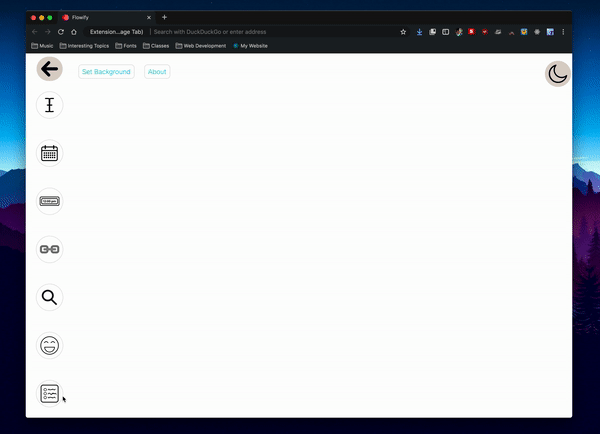 Flowify
Extension...age Tab) | Search with DuckDuckGo or enter address
Music Interesting Topics Fonts Classes Web Development My Website
Set Background About
12:00 pm